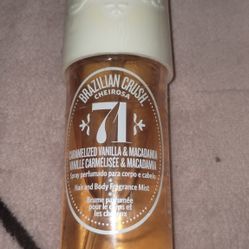 BRAZILIAN CRUSH
CHEIROSA
71
CARAMELIZED VANILLA & MACADAMIA
VANILLE CARMÉLISÉE & MACADAMIA
Spray perfumado para corpo e cabelo
Hair and Body Fragrance Mist
Brume parfumée
pour le corps et
les cheveux